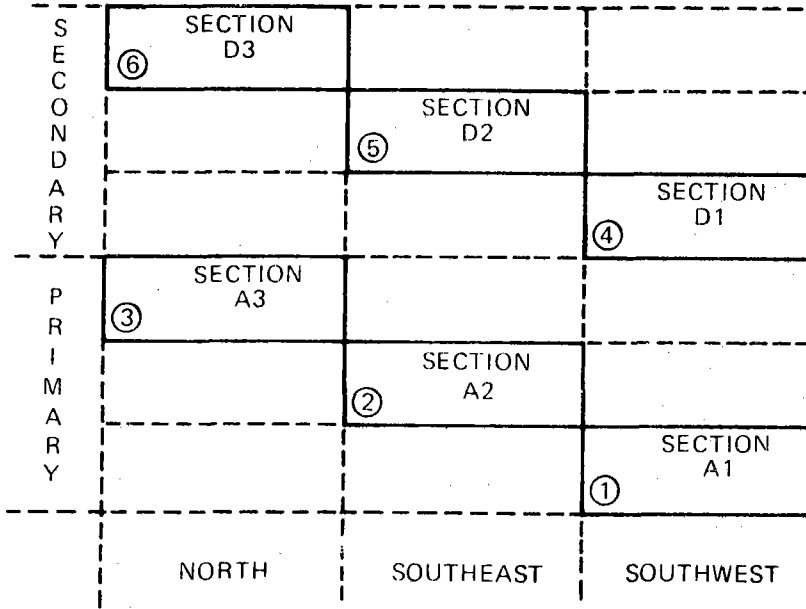 SECONDARY
SECTION
D3
⑥
SECTION
D2
⑤
SECTION
D1
④
PRIMARY
SECTION
A3
③
SECTION
A2
②
SECTION
A1
①
NORTH
SOUTHEAST
SOUTHWEST